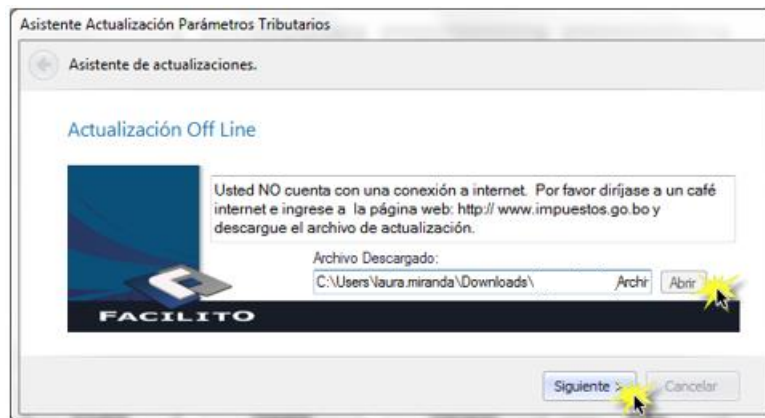 Asistente Actualización Parámetros Tributarios
Asistente de actualizaciones.
Actualización Off Line
Usted NO cuenta con una conexión a internet. Por favor diríjase a un café
internet e ingrese a la página web: http:// www.impuestos.go.bo y
descargue el archivo de actualización.
Archivo Descargado:
C:\Users\laura.miranda\Downloads\ Archi Abrir
FACILITO
Siguiente > Cancelar